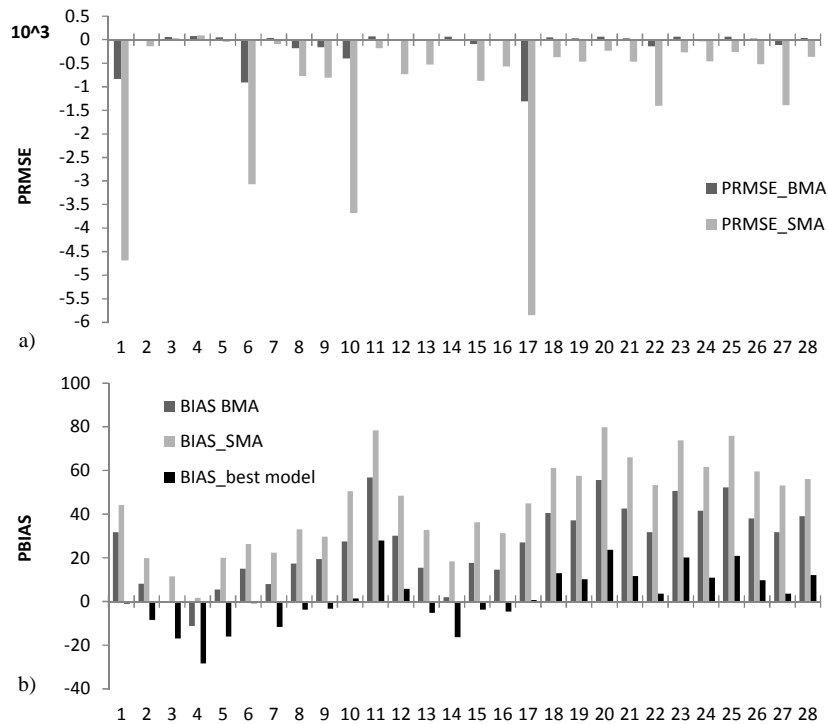 10^3
0.5
0
-0.5
-1
-1.5
-2
-2.5
-3
-3.5
-4
-4.5
-5
-5.5
-6
PRMSE
PRMSE_BMA
PRMSE_SMA
a)
1 2 3 4 5 6 7 8 9 10 11 12 13 14 15 16 17 18 19 20 21 22 23 24 25 26 27 28
100
80
60
40
20
0
-20
-40
PBIAS
BIAS BMA
BIAS_SMA
BIAS_best model
b)
1 2 3 4 5 6 7 8 9 10 11 12 13 14 15 16 17 18 19 20 21 22 23 24 25 26 27 28